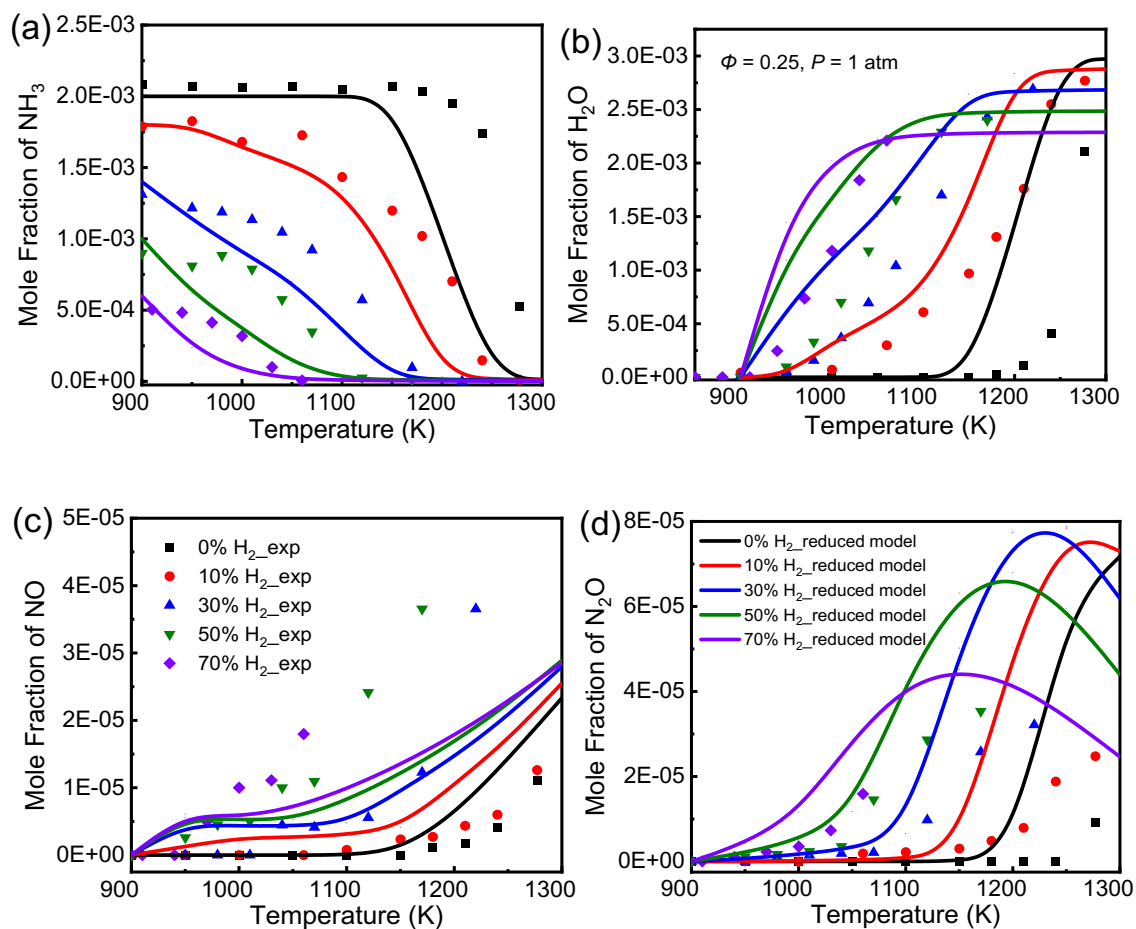 (a)
2.5E-03
2.0E-03
1.5E-03
1.0E-03
5.0E-04
0.0E+00
Mole Fraction of NH₃
900 1000 1100 1200 1300
Temperature (K)
(b)
Φ = 0.25, P = 1 atm
3.0E-03
2.5E-03
2.0E-03
1.5E-03
1.0E-03
5.0E-04
0.0E+00
Mole Fraction of H₂O
900 1000 1100 1200 1300
Temperature (K)
(c)
5E-05
4E-05
3E-05
2E-05
1E-05
0E+00
Mole Fraction of NO
0% H₂_exp
10% H₂_exp
30% H₂_exp
50% H₂_exp
70% H₂_exp
900 1000 1100 1200 1300
Temperature (K)
(d)
8E-05
6E-05
4E-05
2E-05
0E+00
Mole Fraction of N₂O
0% H₂_reduced model
10% H₂_reduced model
30% H₂_reduced model
50% H₂_reduced model
70% H₂_reduced model
900 1000 1100 1200 1300
Temperature (K)